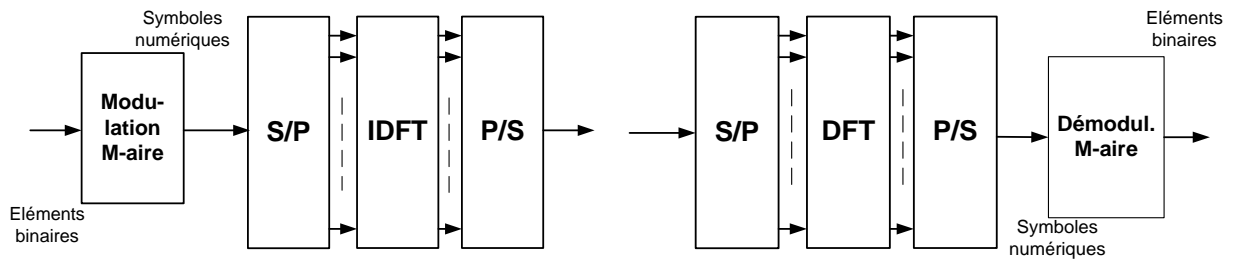 Symboles
numériques
Eléments
binaires
Modu-
lation
M-aire
S/P
IDFT
P/S
S/P
DFT
P/S
Démodul.
M-aire
Eléments
binaires
Symboles
numériques